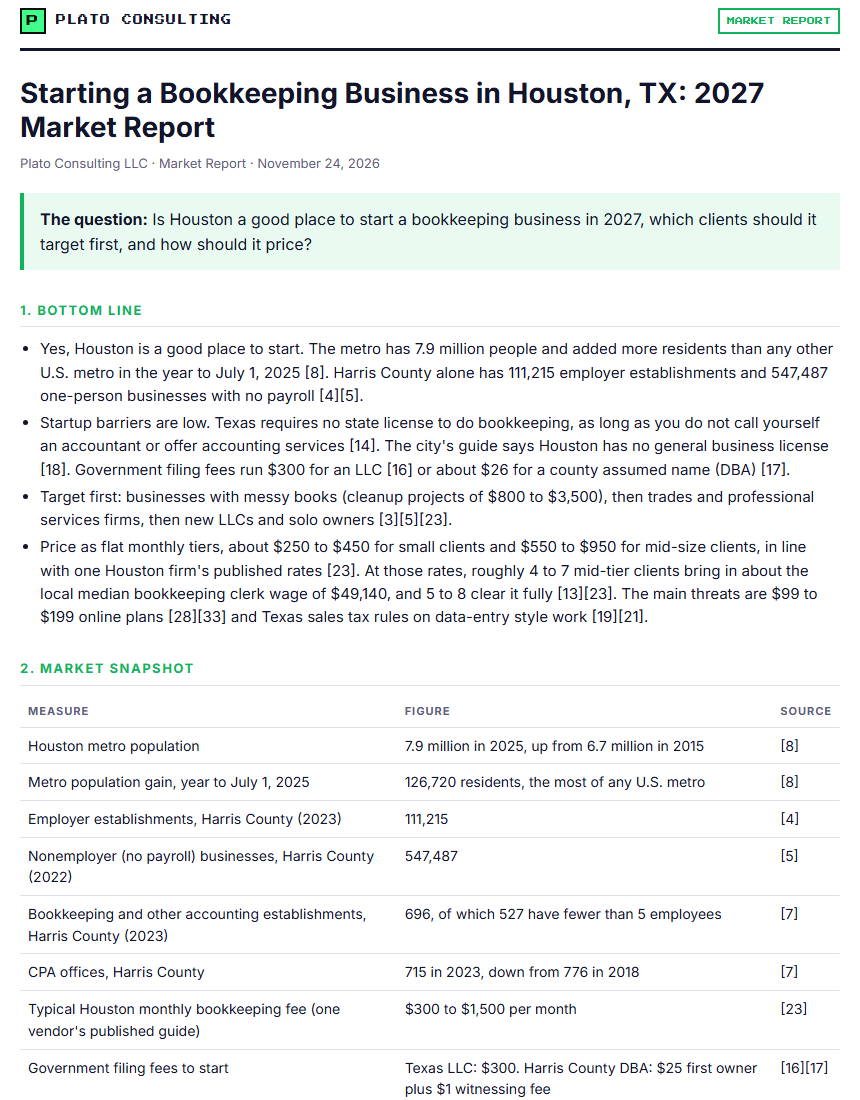 P PLATO CONSULTING
MARKET REPORT
Starting a Bookkeeping Business in Houston, TX: 2027
Market Report
Plato Consulting LLC · Market Report · November 24, 2026
The question: Is Houston a good place to start a bookkeeping business in 2027, which clients should it
target first, and how should it price?
1. BOTTOM LINE
• Yes, Houston is a good place to start. The metro has 7.9 million people and added more residents than any other
U.S. metro in the year to July 1, 2025 [8]. Harris County alone has 111,215 employer establishments and 547,487
one-person businesses with no payroll [4][5].
• Startup barriers are low. Texas requires no state license to do bookkeeping, as long as you do not call yourself
an accountant or offer accounting services [14]. The city's guide says Houston has no general business license
[18]. Government filing fees run $300 for an LLC [16] or about $26 for a county assumed name (DBA) [17].
• Target first: businesses with messy books (cleanup projects of $800 to $3,500), then trades and professional
services firms, then new LLCs and solo owners [3][5][23].
• Price as flat monthly tiers, about $250 to $450 for small clients and $550 to $950 for mid-size clients, in line
with one Houston firm's published rates [23]. At those rates, roughly 4 to 7 mid-tier clients bring in about the
local median bookkeeping clerk wage of $49,140, and 5 to 8 clear it fully [13][23]. The main threats are $99 to
$199 online plans [28][33] and Texas sales tax rules on data-entry style work [19][21].
2. MARKET SNAPSHOT
MEASURE FIGURE SOURCE
Houston metro population 7.9 million in 2025, up from 6.7 million in 2015 [8]
Metro population gain, year to July 1, 2025 126,720 residents, the most of any U.S. metro [8]
Employer establishments, Harris County (2023) 111,215 [4]
Nonemployer (no payroll) businesses, Harris County 547,487 [5]
(2022)
Bookkeeping and other accounting establishments, 696, of which 527 have fewer than 5 employees [7]
Harris County (2023)
CPA offices, Harris County 715 in 2023, down from 776 in 2018 [7]
Typical Houston monthly bookkeeping fee (one $300 to $1,500 per month [23]
vendor's published guide)
Government filing fees to start Texas LLC: $300. Harris County DBA: $25 first owner [16][17]
plus $1 witnessing fee